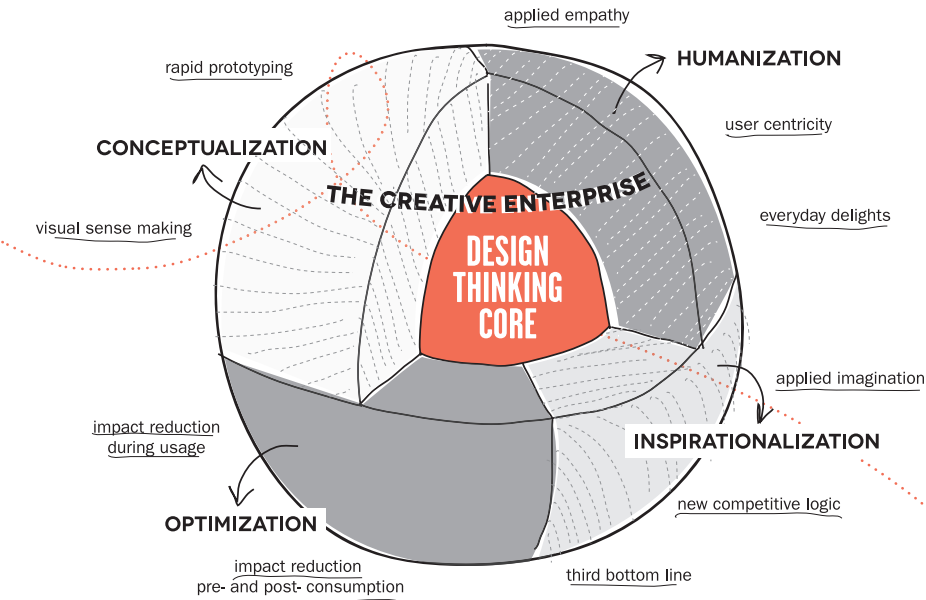 applied empathy
HUMANIZATION
rapid prototyping
user centricity
CONCEPTUALIZATION
THE CREATIVE ENTERPRISE
everyday delights
visual sense making
DESIGN
THINKING
CORE
applied imagination
impact reduction
during usage
INSPIRATIONALIZATION
new competitive logic
OPTIMIZATION
impact reduction
pre- and post- consumption
third bottom line